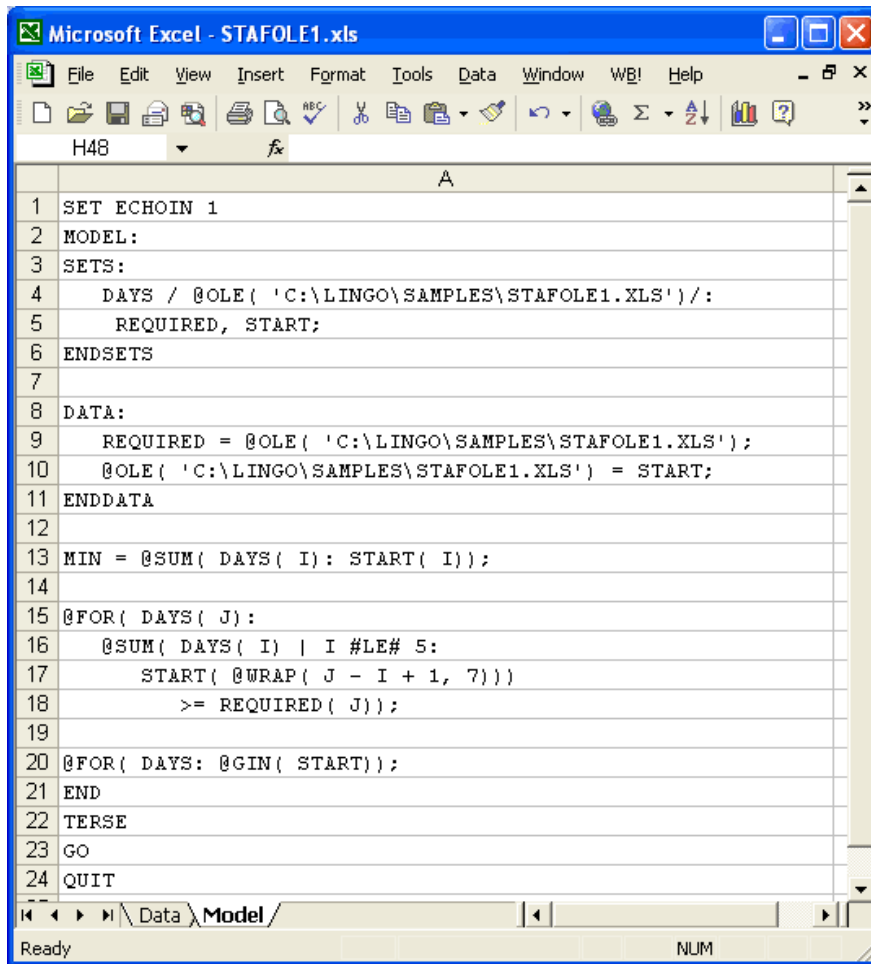 Microsoft Excel - STAFOLE1.xls
File Edit View Insert Format Tools Data Window WB! Help
H48 fx
A
1 SET ECHOIN 1
2 MODEL:
3 SETS:
4 DAYS / @OLE( 'C:\LINGO\SAMPLES\STAFOLE1.XLS')/:
5 REQUIRED, START;
6 ENDSETS
7
8 DATA:
9 REQUIRED = @OLE( 'C:\LINGO\SAMPLES\STAFOLE1.XLS');
10 @OLE( 'C:\LINGO\SAMPLES\STAFOLE1.XLS') = START;
11 ENDDATA
12
13 MIN = @SUM( DAYS( I): START( I));
14
15 @FOR( DAYS( J):
16 @SUM( DAYS( I) | I #LE# 5:
17 START( @WRAP( J - I + 1, 7)))
18 >= REQUIRED( J));
19
20 @FOR( DAYS: @GIN( START));
21 END
22 TERSE
23 GO
24 QUIT
Data Model
Ready NUM